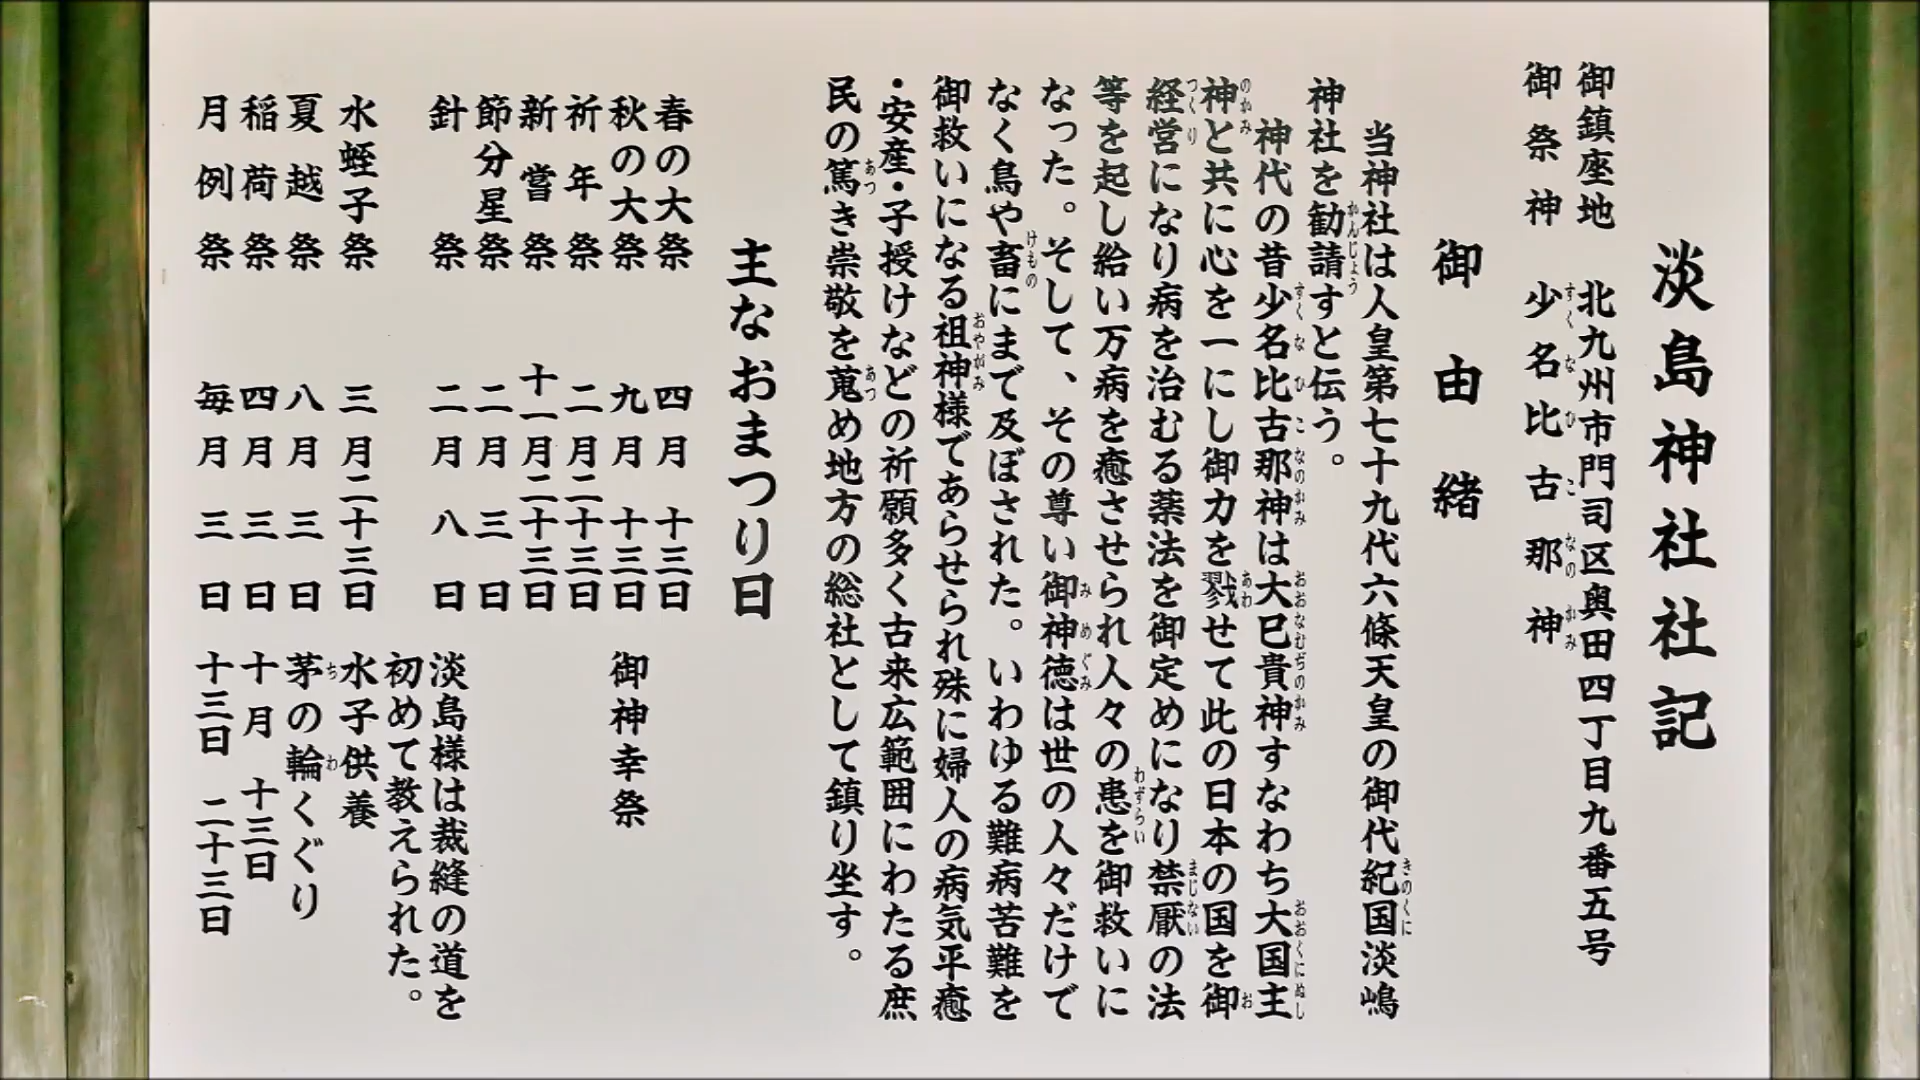 淡島神社社記
御鎮座地　北九州市門司区奥田四丁目九番五号
御祭神　少名比古那神
御由緒
当神社は人皇第七十九代六條天皇の御代紀国淡嶋
神社を勧請すと伝う。
神代の昔少名比古那神は大巳貴神すなわち大国主
神と共に心を一にし御力を戮せて此の日本の国を御
経営になり病を治むる薬法を御定めになり禁厭の法
等を起し給い万病を癒させられ人々の患を御救いに
なった。そして、その尊い御神徳は世の人々だけで
なく鳥や畜にまで及ぼされた。いわゆる難病苦難を
御救いになる祖神様であらせられ殊に婦人の病気平癒
・安産・子授けなどの祈願多く古来広範囲にわたる庶
民の篤き崇敬を蒐め地方の総社として鎮り坐す。
主なおまつり日
春の大祭　四月十三日
秋の大祭　九月十三日　御神幸祭
祈年祭　二月二十三日
新嘗祭　十一月二十三日
節分星祭　二月三日
針祭　二月八日　淡島様は裁縫の道を
初めて教えられた。
水蛭子祭　三月二十三日　水子供養
夏越祭　八月三日　茅の輪くぐり
稲荷祭　四月三日　十月十三日
月例祭　毎月三日　十三日　二十三日